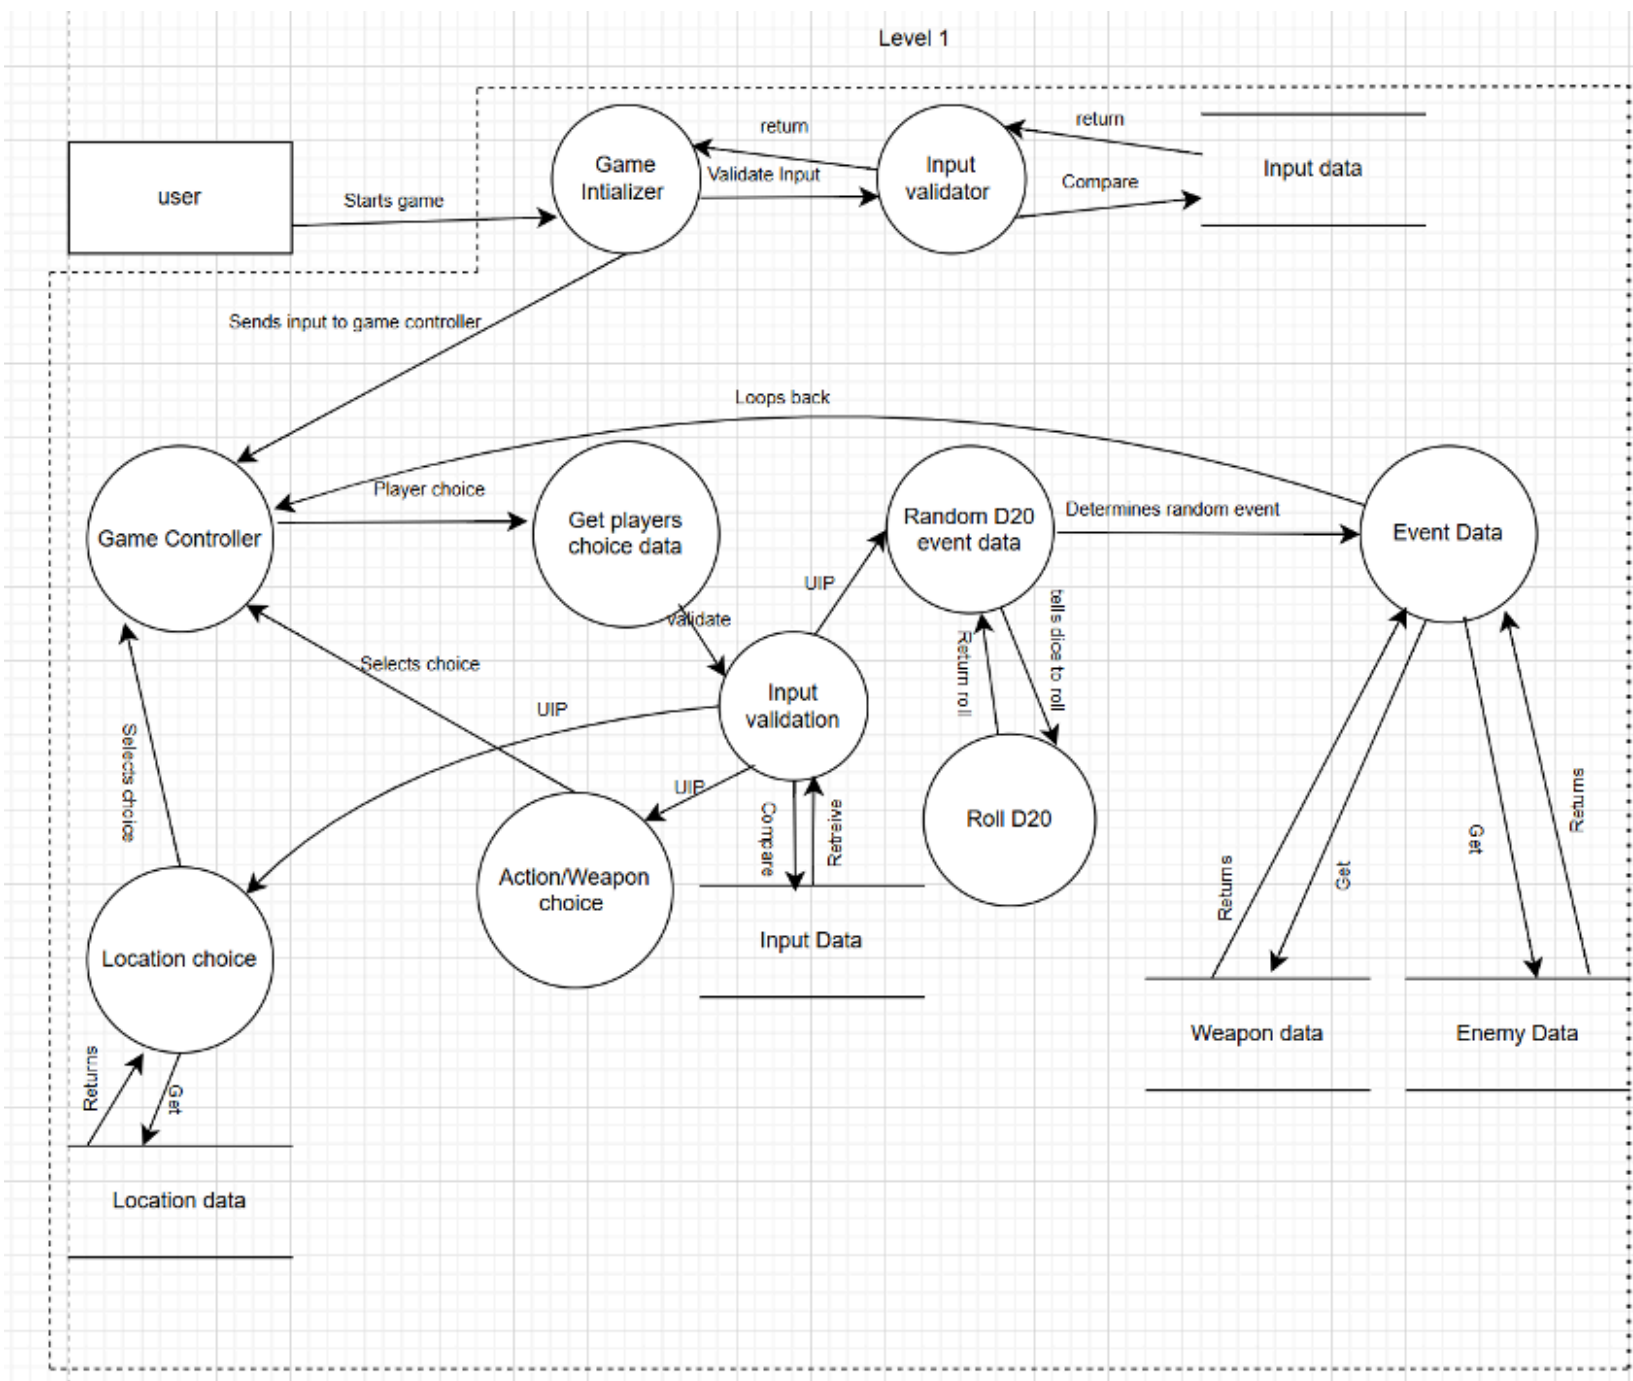 Level 1
user
Starts game
Game
Intializer
return
Validate Input
Input
validator
return
Compare
Input data
Sends input to game controller
Loops back
Game Controller
Player choice
Get players
choice data
validate
Input
validation
UIP
Random D20
event data
Determines random event
Event Data
Return roll
tells dice to roll
Roll D20
Selects choice
UIP
UIP
Selects choice
Action/Weapon
choice
Compare
Retreive
Input Data
Location choice
Returns
Get
Location data
Returns
Get
Get
Returns
Weapon data
Enemy Data